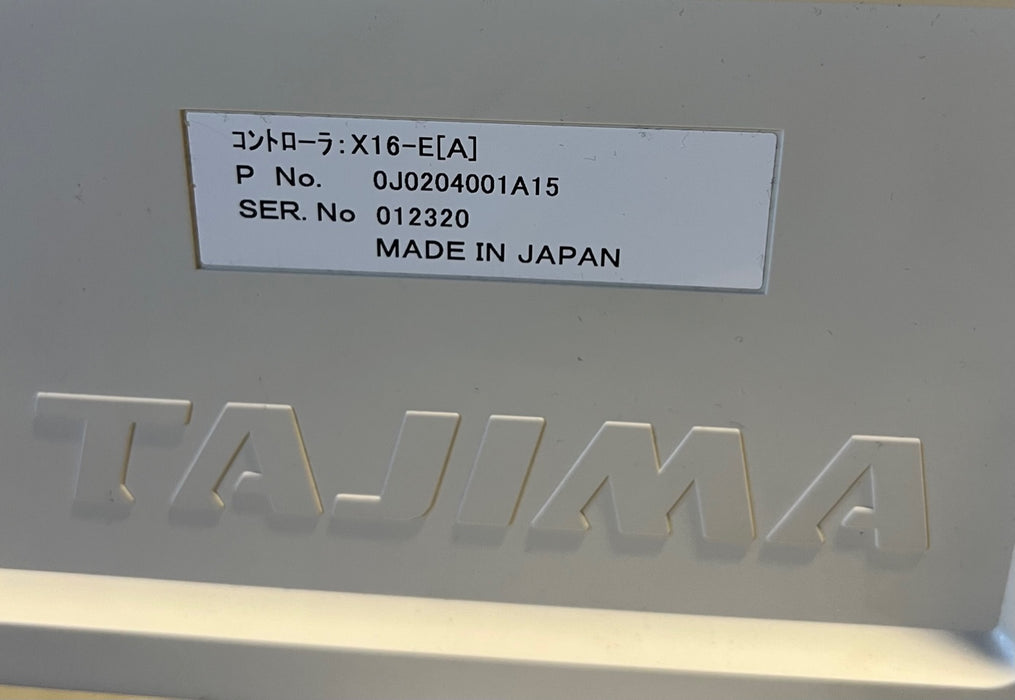 コントローラ:X16-E[A]
P No. 0J0204001A15
SER. No 012320
MADE IN JAPAN
TAJIMA